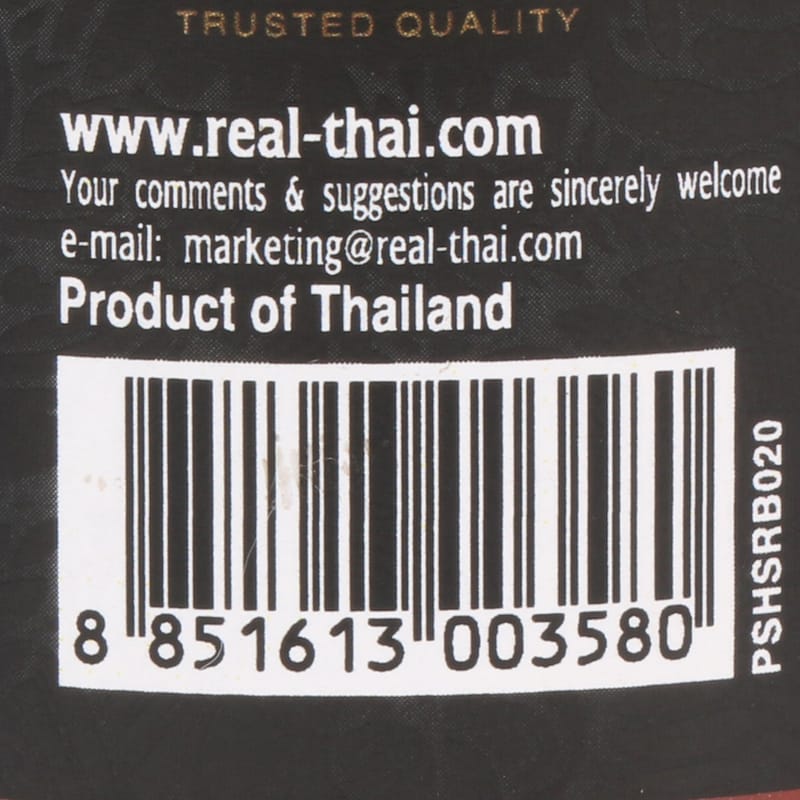 TRUSTED QUALITY
www.real-thai.com
Your comments & suggestions are sincerely welcome
e-mail: marketing@real-thai.com
Product of Thailand
8 851613 003580
PSHSRB020